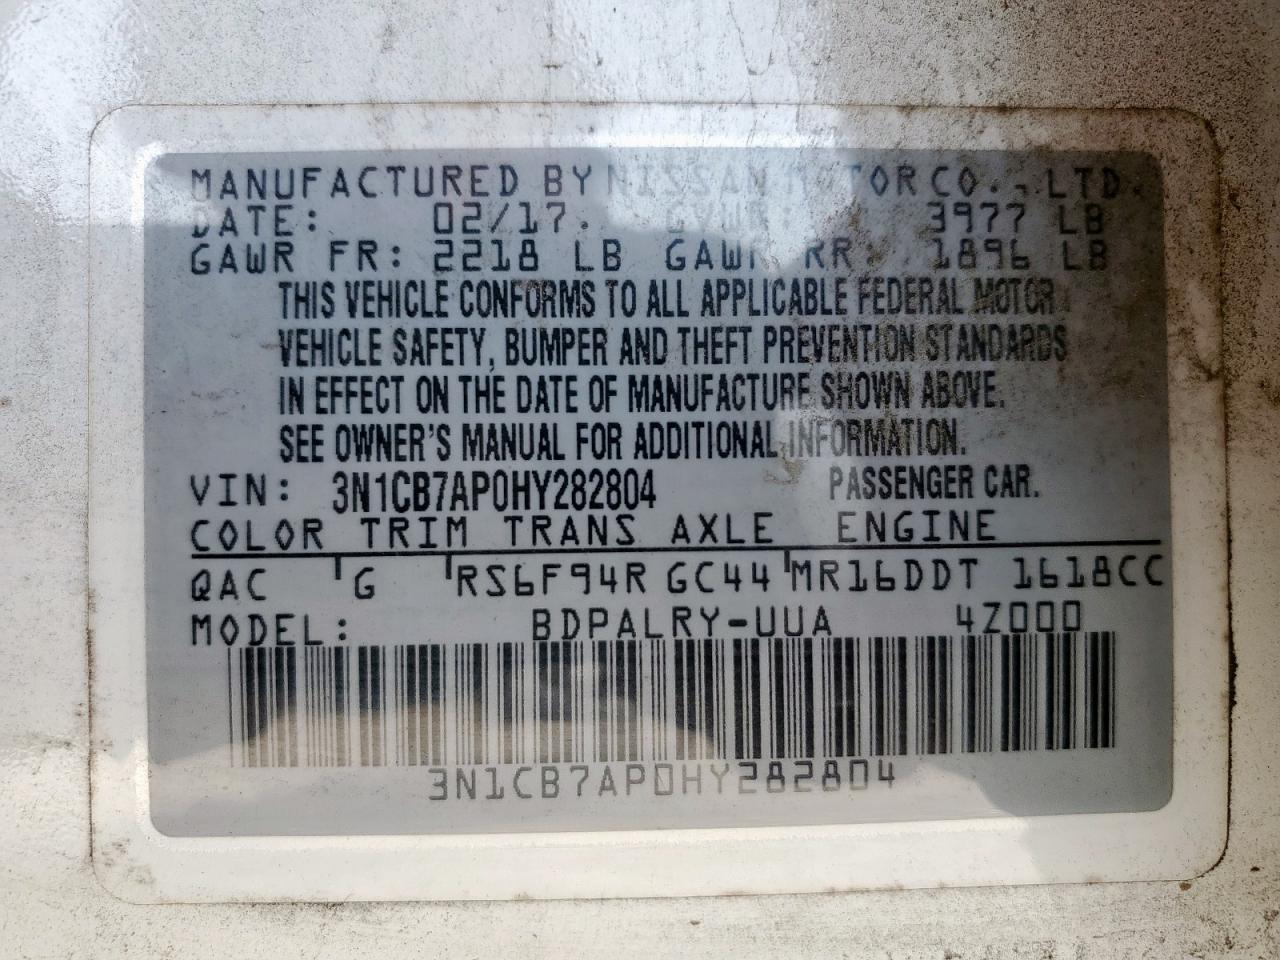 MANUFACTURED BY NISSAN MOTOR CO., LTD.
DATE: 02/17. GVWR: 3977 LB
GAWR FR: 2218 LB GAWR RR: 1896 LB
THIS VEHICLE CONFORMS TO ALL APPLICABLE FEDERAL MOTOR
VEHICLE SAFETY, BUMPER AND THEFT PREVENTION STANDARDS
IN EFFECT ON THE DATE OF MANUFACTURE SHOWN ABOVE.
SEE OWNER'S MANUAL FOR ADDITIONAL INFORMATION.
VIN: 3N1CB7AP0HY282804 PASSENGER CAR.
COLOR TRIM TRANS AXLE ENGINE
QAC G RS6F94R GC44 MR16DDT 1618CC
MODEL: BDPALRY-UUA 4Z000
3N1CB7AP0HY282804